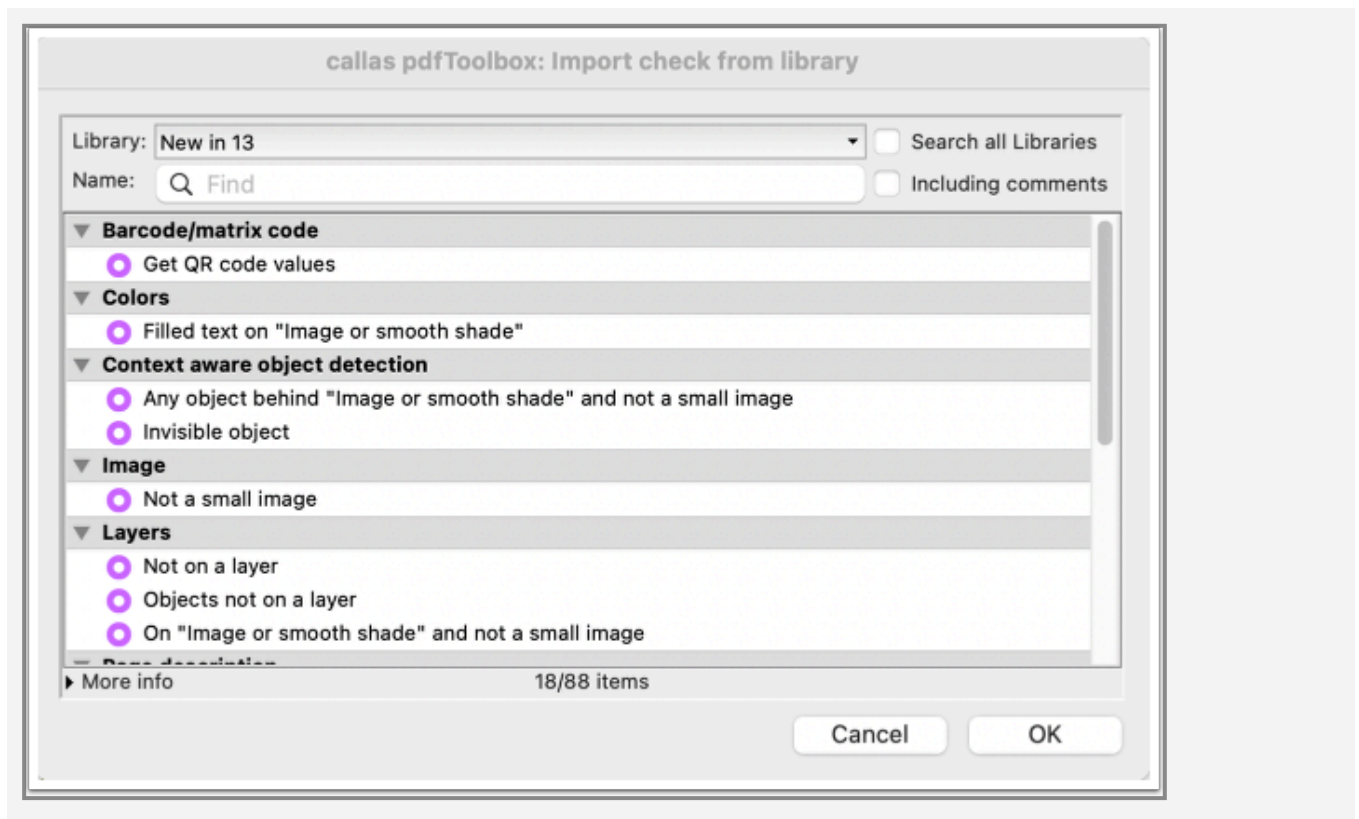 callas pdfToolbox: Import check from library
Library: New in 13 Search all Libraries
Name: Find Including comments
Barcode/matrix code
Get QR code values
Colors
Filled text on "Image or smooth shade"
Context aware object detection
Any object behind "Image or smooth shade" and not a small image
Invisible object
Image
Not a small image
Layers
Not on a layer
Objects not on a layer
On "Image or smooth shade" and not a small image
Page description
More info 18/88 items
Cancel OK